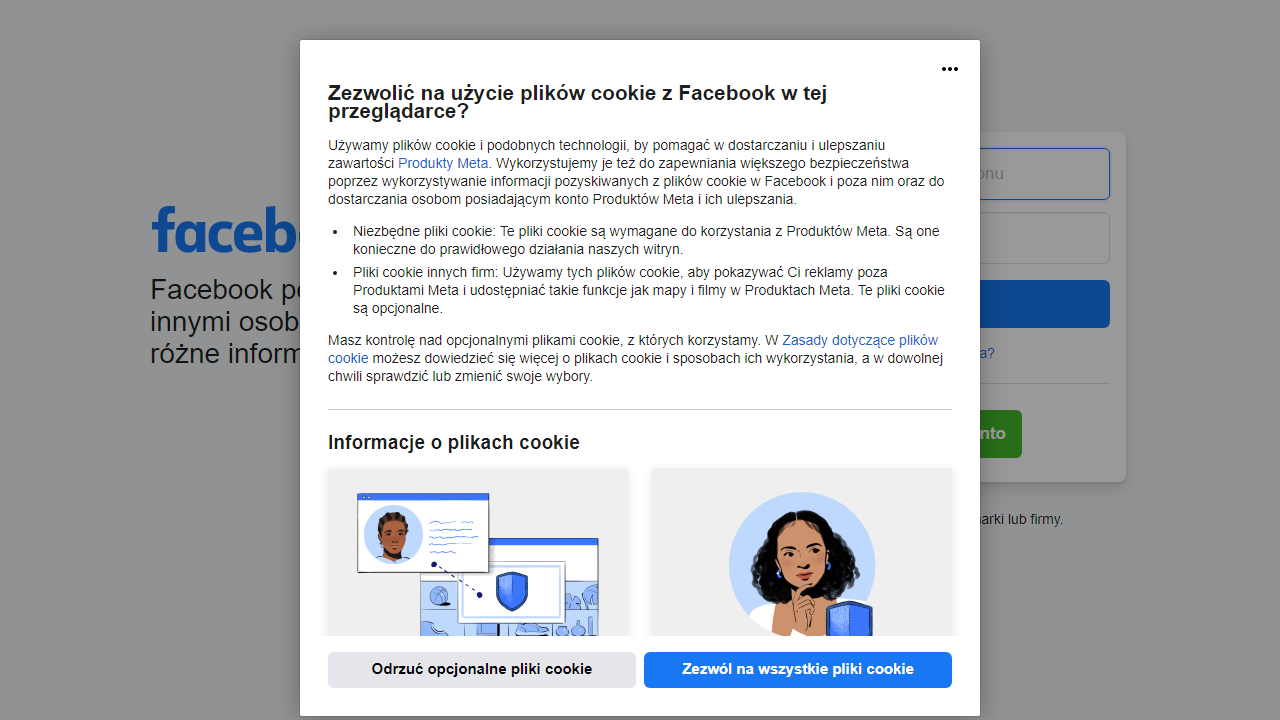 Zezwolić na użycie plików cookie z Facebook w tej
przeglądarce?
Używamy plików cookie i podobnych technologii, by pomagać w dostarczaniu i ulepszaniu
zawartości Produkty Meta. Wykorzystujemy je też do zapewniania większego bezpieczeństwa
poprzez wykorzystywanie informacji pozyskiwanych z plików cookie w Facebook i poza nim oraz do
dostarczania osobom posiadającym konto Produktów Meta i ich ulepszania.
• Niezbędne pliki cookie: Te pliki cookie są wymagane do korzystania z Produktów Meta. Są one
konieczne do prawidłowego działania naszych witryn.
• Pliki cookie innych firm: Używamy tych plików cookie, aby pokazywać Ci reklamy poza
Produktami Meta i udostępniać takie funkcje jak mapy i filmy w Produktach Meta. Te pliki cookie
są opcjonalne.
Masz kontrolę nad opcjonalnymi plikami cookie, z których korzystamy. W Zasady dotyczące plików
cookie możesz dowiedzieć się więcej o plikach cookie i sposobach ich wykorzystania, a w dowolnej
chwili sprawdzić lub zmienić swoje wybory.
Informacje o plikach cookie
Odrzuć opcjonalne pliki cookie
Zezwól na wszystkie pliki cookie
faceb
Facebook po
innymi osob
różne inform
onu
a?
nto
arki lub firmy.